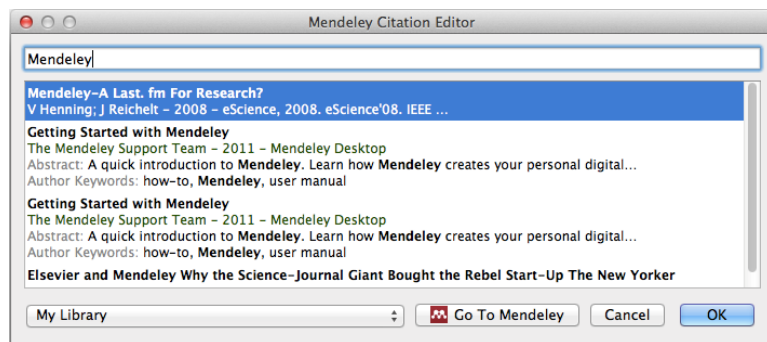 Mendeley Citation Editor
Mendeley
Mendeley-A Last. fm For Research?
V Henning; J Reichelt - 2008 - eScience, 2008. eScience'08. IEEE ...
Getting Started with Mendeley
The Mendeley Support Team - 2011 - Mendeley Desktop
Abstract: A quick introduction to Mendeley. Learn how Mendeley creates your personal digital...
Author Keywords: how-to, Mendeley, user manual
Getting Started with Mendeley
The Mendeley Support Team - 2011 - Mendeley Desktop
Abstract: A quick introduction to Mendeley. Learn how Mendeley creates your personal digital...
Author Keywords: how-to, Mendeley, user manual
Elsevier and Mendeley Why the Science-Journal Giant Bought the Rebel Start-Up The New Yorker
My Library Go To Mendeley Cancel OK